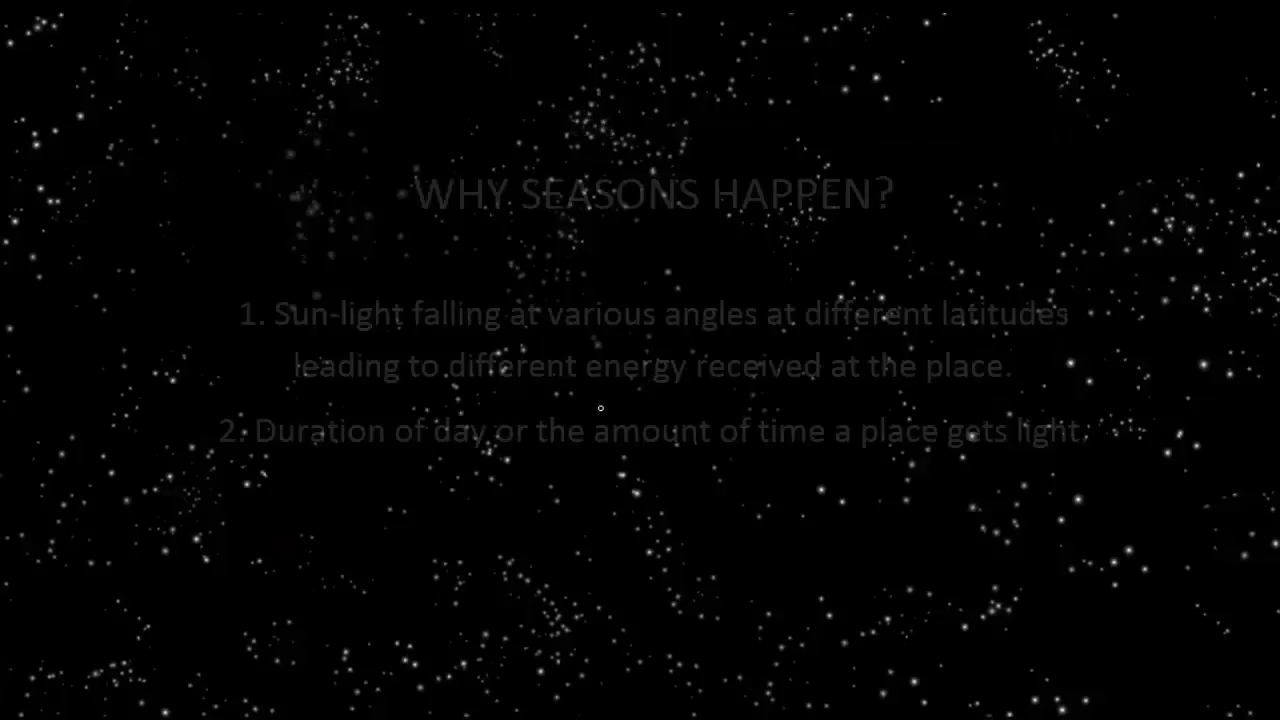 WHY SEASONS HAPPEN?
1. Sun-light falling at various angles at different latitudes
leading to different energy received at the place.
2. Duration of day or the amount of time a place gets light.